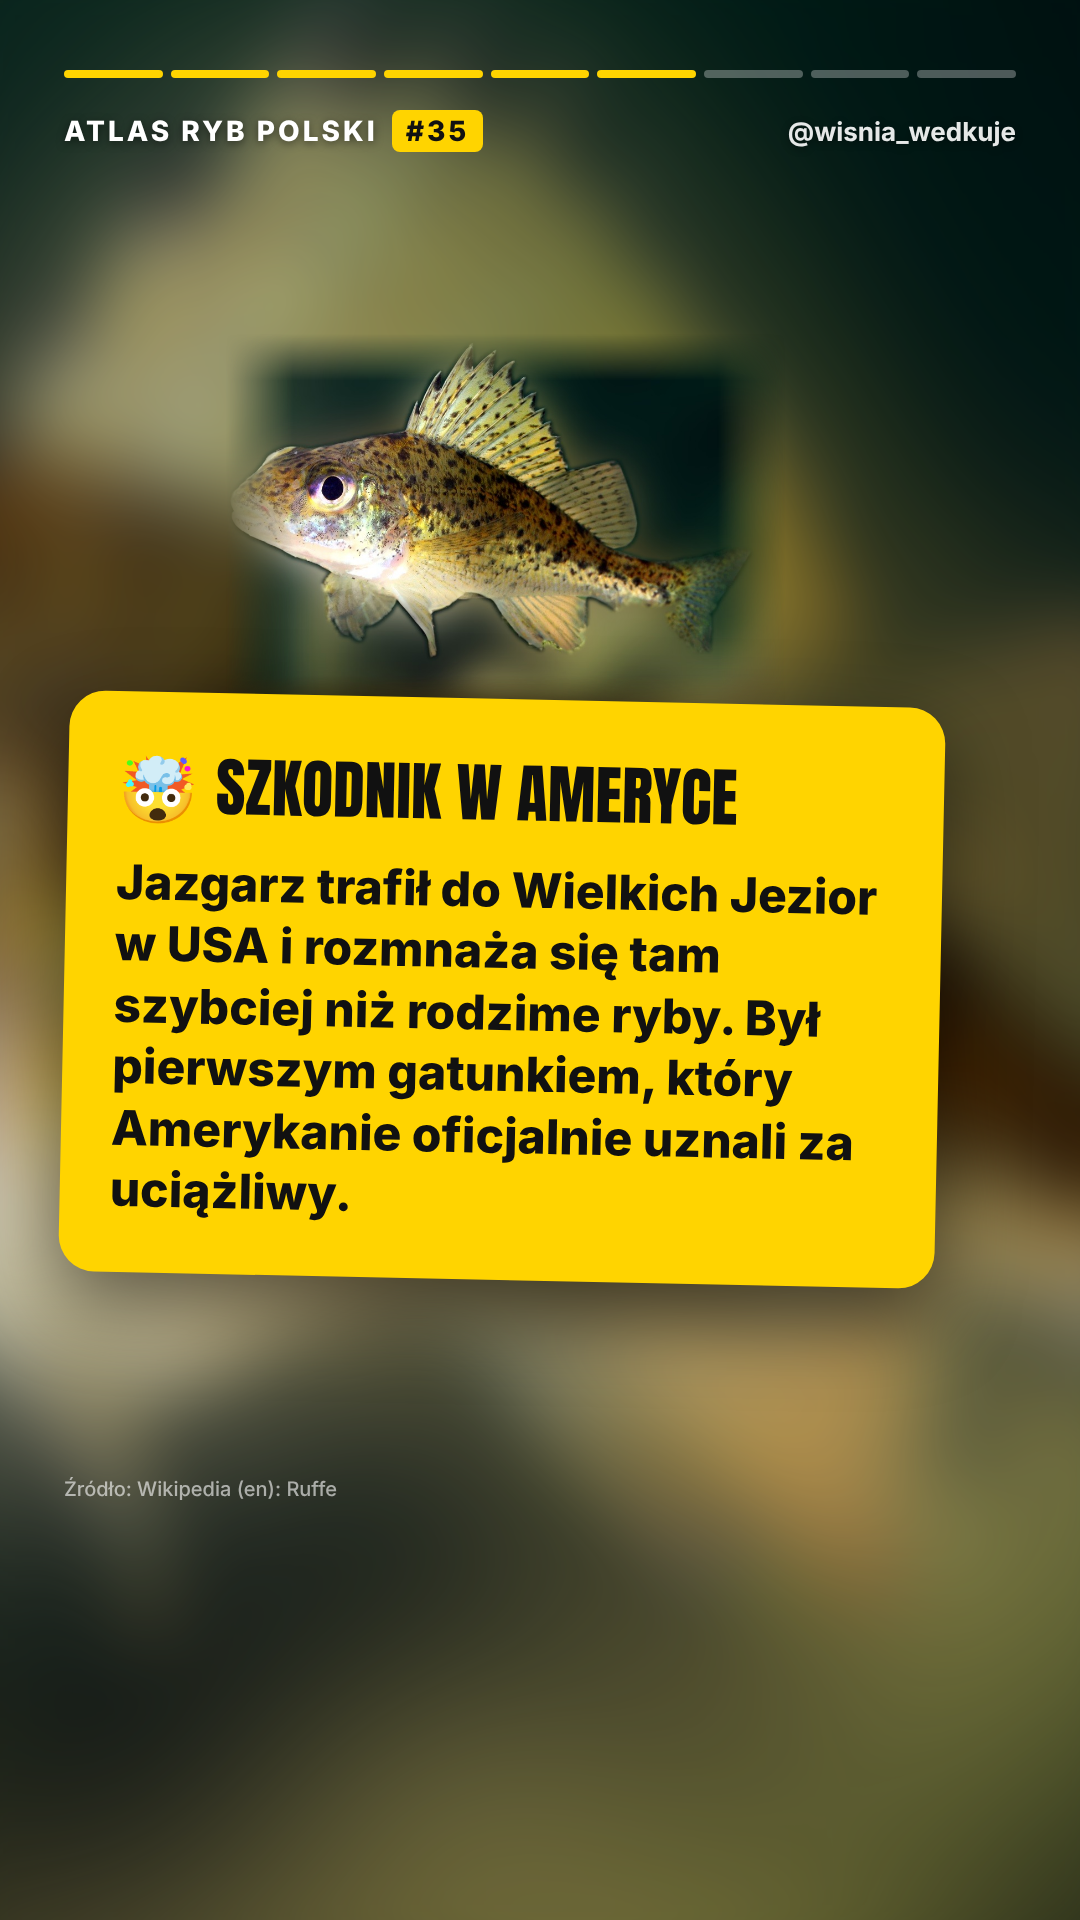 ATLAS RYB POLSKI #35
@wisnia_wedkuje
🤯 SZKODNIK W AMERYCE
Jazgarz trafił do Wielkich Jezior
w USA i rozmnaża się tam
szybciej niż rodzime ryby. Był
pierwszym gatunkiem, który
Amerykanie oficjalnie uznali za
uciążliwy.
Źródło: Wikipedia (en): Ruffe